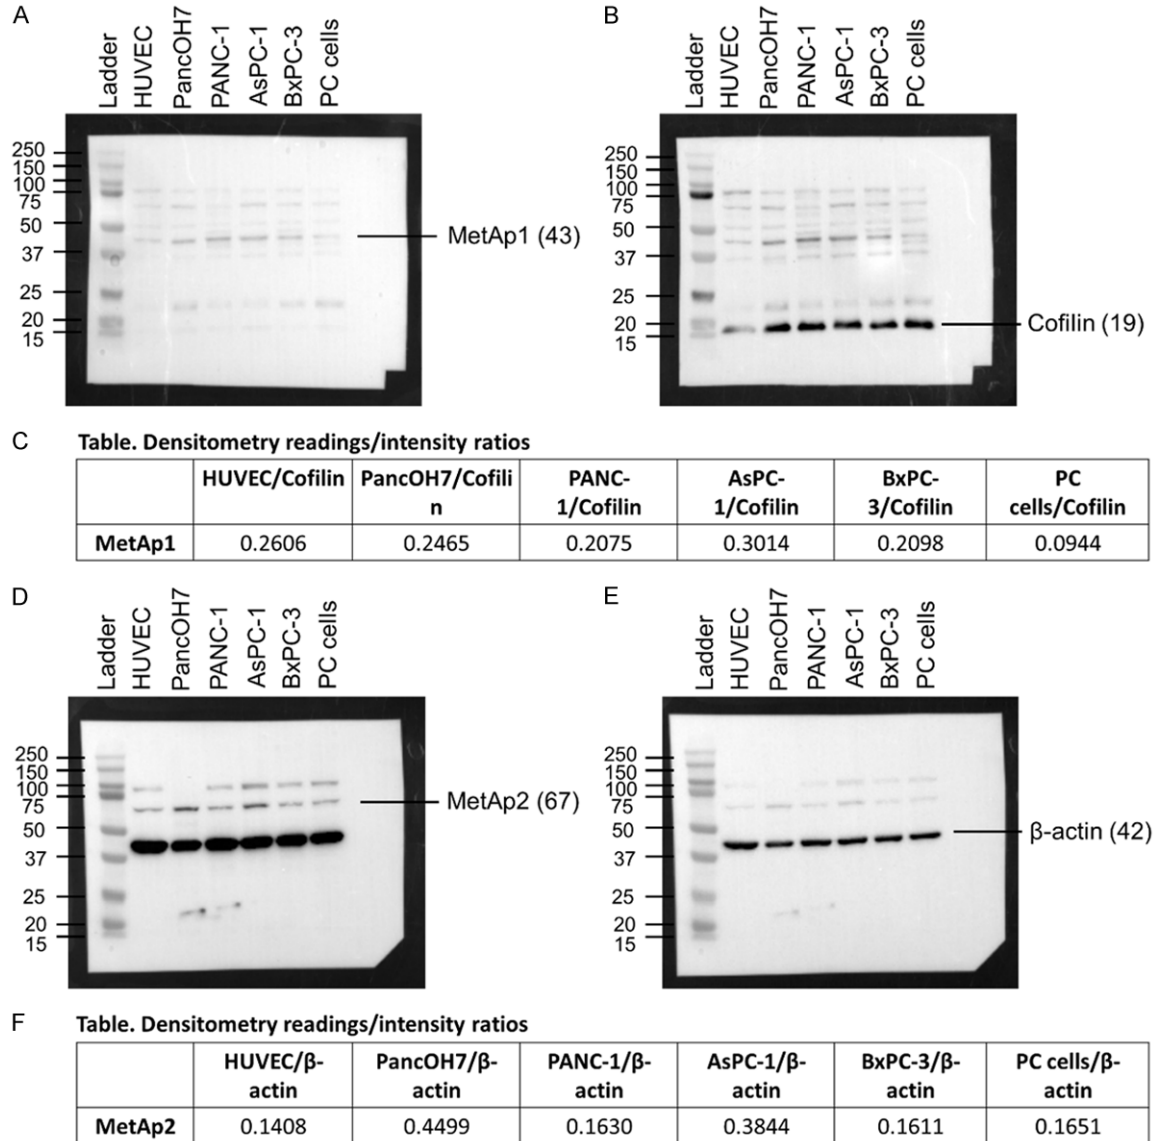 A
Ladder
HUVEC
PancOH7
PANC-1
AsPC-1
BxPC-3
PC cells
250
150
100
75
50
37
25
20
15
MetAp1 (43)
B
Ladder
HUVEC
PancOH7
PANC-1
AsPC-1
BxPC-3
PC cells
250
150
100
75
50
37
25
20
15
Cofilin (19)
C
Table. Densitometry readings/intensity ratios
HUVEC/Cofilin
PancOH7/Cofili
n
PANC-
1/Cofilin
AsPC-
1/Cofilin
BxPC-
3/Cofilin
PC
cells/Cofilin
MetAp1 0.2606 0.2465 0.2075 0.3014 0.2098 0.0944
D
Ladder
HUVEC
PancOH7
PANC-1
AsPC-1
BxPC-3
PC cells
250
150
100
75
50
37
25
20
15
MetAp2 (67)
E
Ladder
HUVEC
PancOH7
PANC-1
AsPC-1
BxPC-3
PC cells
250
150
100
75
50
37
25
20
15
β-actin (42)
F
Table. Densitometry readings/intensity ratios
HUVEC/β-
actin
PancOH7/β-
actin
PANC-1/β-
actin
AsPC-1/β-
actin
BxPC-3/β-
actin
PC cells/β-
actin
MetAp2 0.1408 0.4499 0.1630 0.3844 0.1611 0.1651